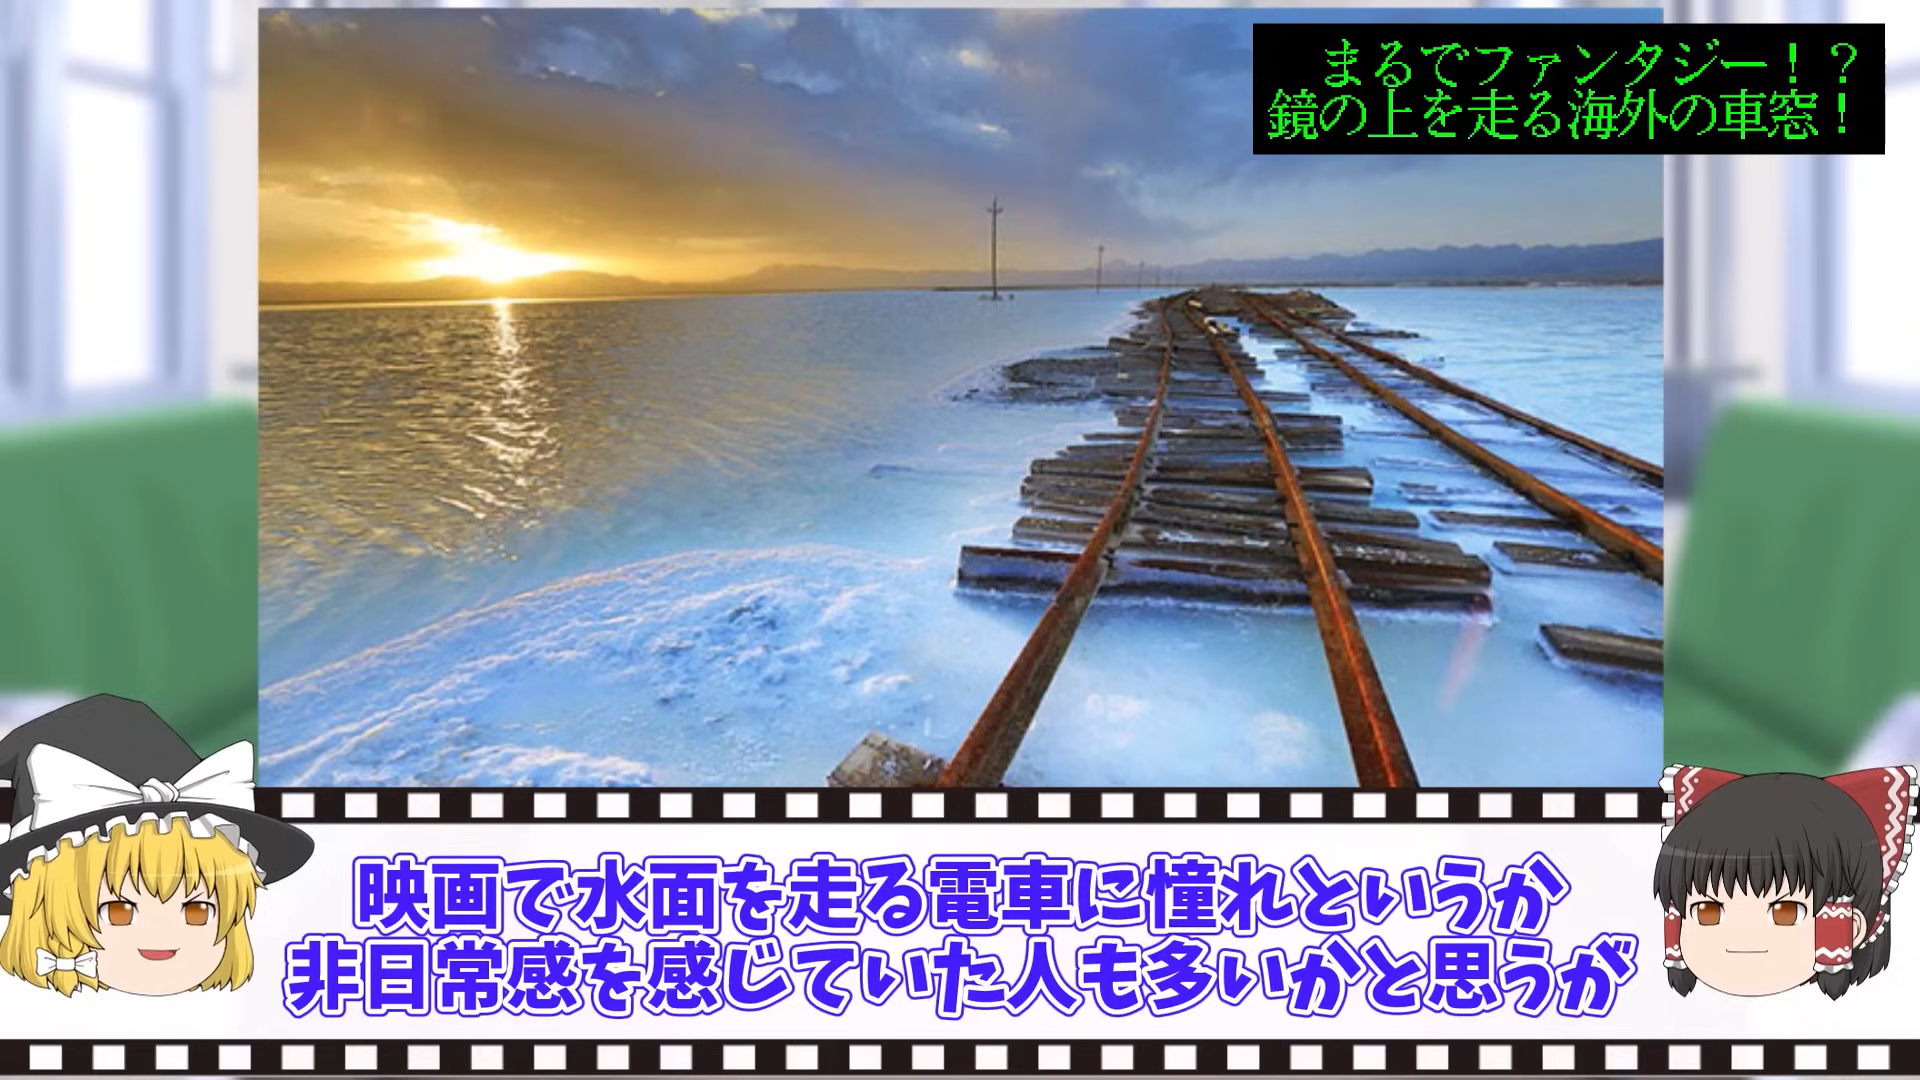 まるでファンタジー！？
鏡の上を走る海外の車窓！
映画で水面を走る電車に憧れというか
非日常感を感じていた人も多いかと思うが